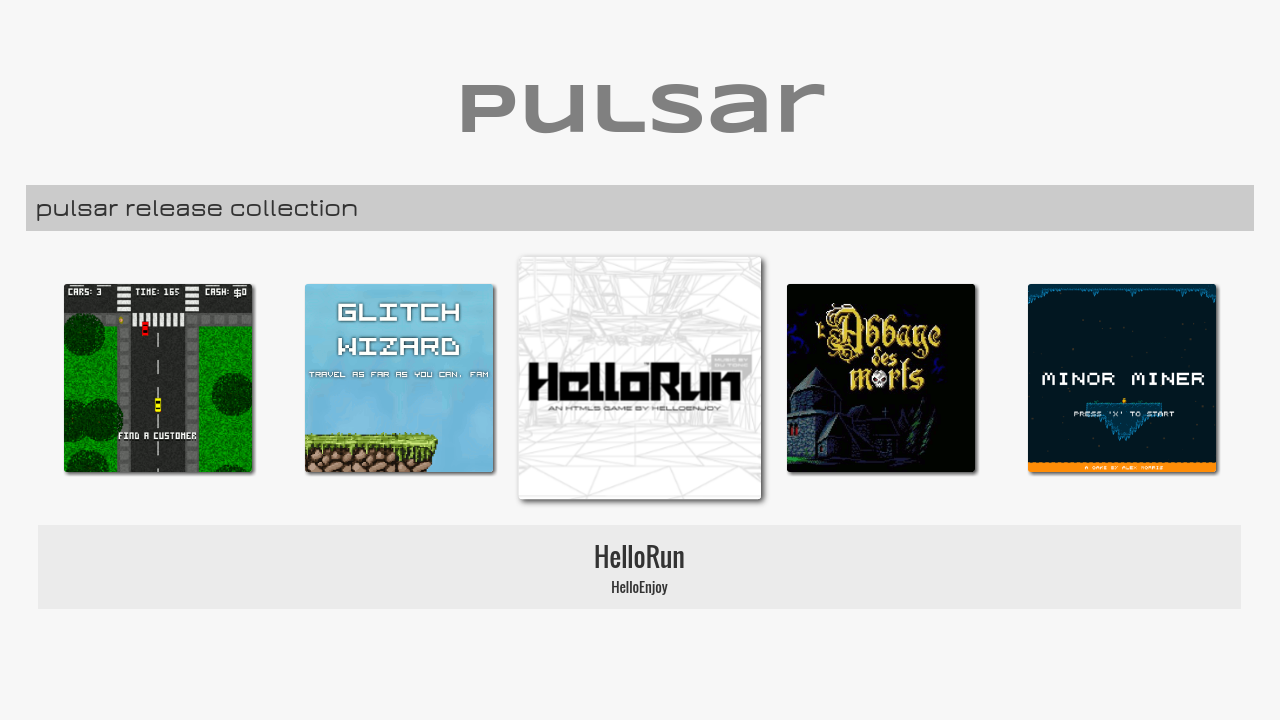 pulsar
pulsar release collection
CARS: 3 TIME: 165 CASH: $0
FIND A CUSTOMER
GLITCH
WIZARD
TRAVEL AS FAR AS YOU CAN, FAM
MUSIC BY
HelloRun
AN HTML5 GAME BY HELLOENJOY
l'Abbaye
des
morts
MINOR MINER
PRESS 'X' TO START
A GAME BY ALEX MORRIS
HelloRun
HelloEnjoy